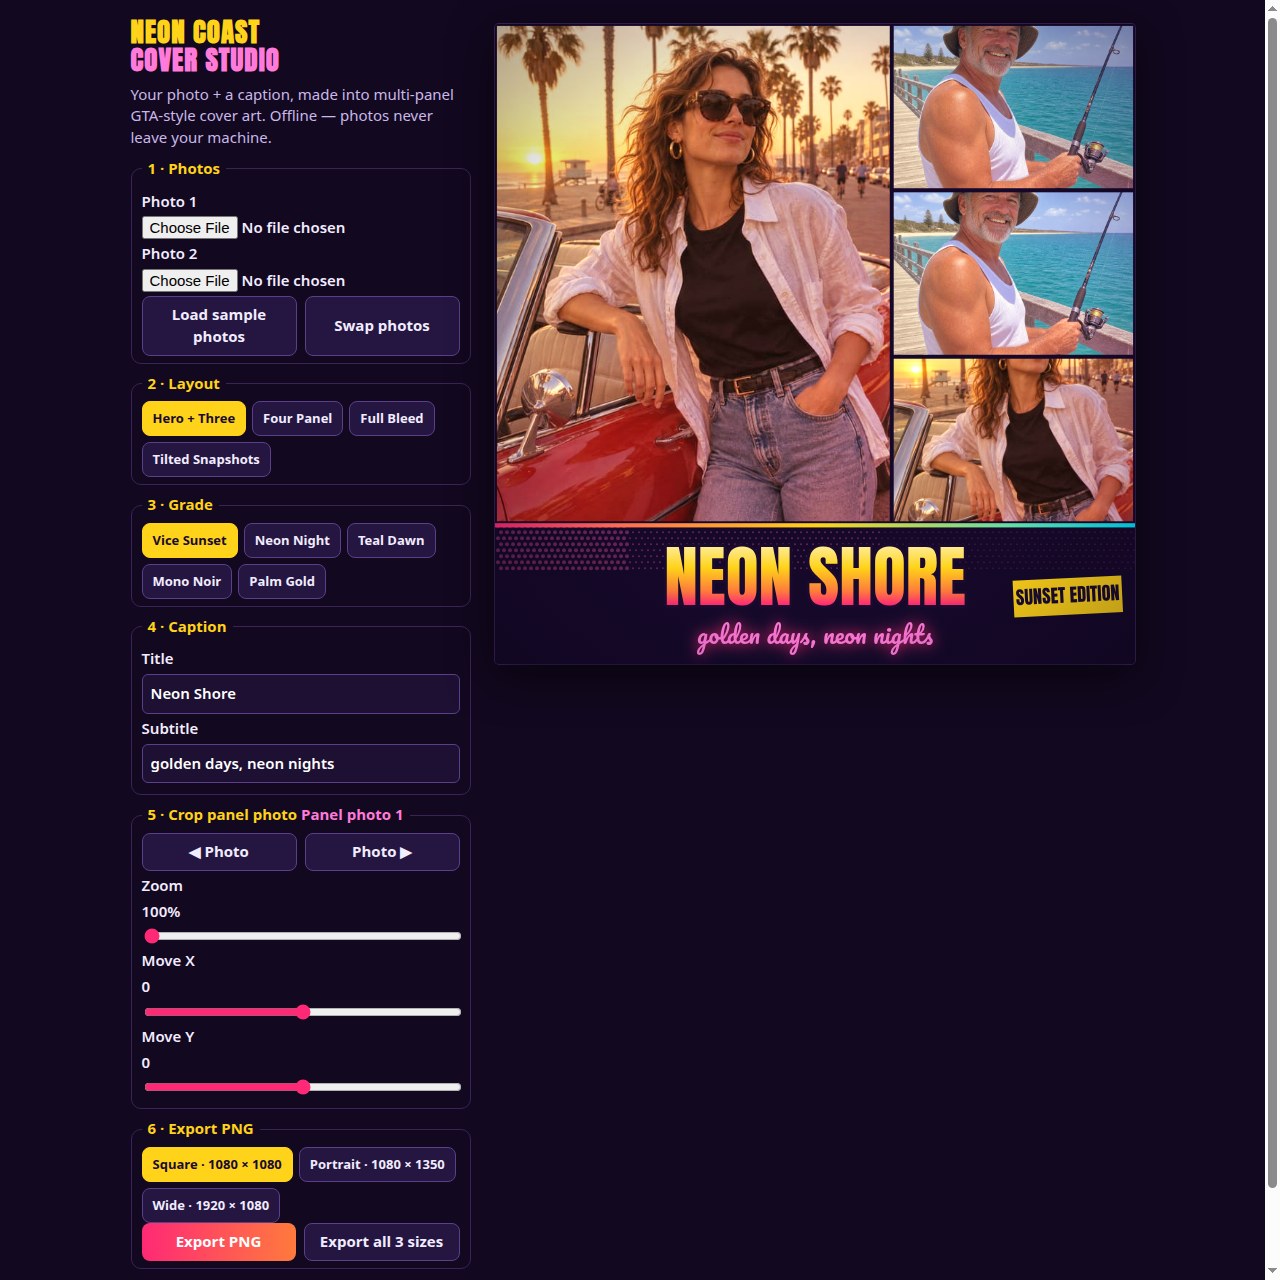 NEON COAST
COVER STUDIO
Your photo + a caption, made into multi-panel
GTA-style cover art. Offline — photos never
leave your machine.
1 · Photos
Photo 1
Choose File No file chosen
Photo 2
Choose File No file chosen
Load sample
photos
Swap photos
2 · Layout
Hero + Three
Four Panel
Full Bleed
Tilted Snapshots
3 · Grade
Vice Sunset
Neon Night
Teal Dawn
Mono Noir
Palm Gold
4 · Caption
Title
Neon Shore
Subtitle
golden days, neon nights
5 · Crop panel photo Panel photo 1
◀ Photo
Photo ▶
Zoom
100%
Move X
0
Move Y
0
6 · Export PNG
Square · 1080 × 1080
Portrait · 1080 × 1350
Wide · 1920 × 1080
Export PNG
Export all 3 sizes
NEON SHORE
SUNSET EDITION
golden days, neon nights